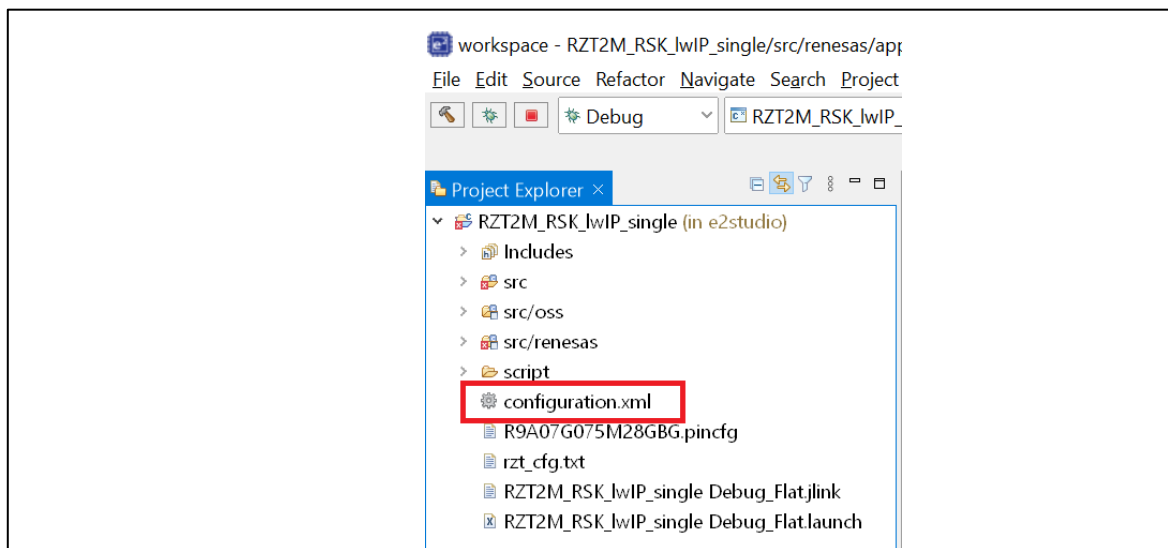 workspace - RZT2M_RSK_lwIP_single/src/renesas/app
File Edit Source Refactor Navigate Search Project
Debug RZT2M_RSK_lwIP_
Project Explorer
RZT2M_RSK_lwIP_single (in e2studio)
Includes
src
src/oss
src/renesas
script
configuration.xml
R9A07G075M28GBG.pincfg
rzt_cfg.txt
RZT2M_RSK_lwIP_single Debug_Flat.jlink
RZT2M_RSK_lwIP_single Debug_Flat.launch